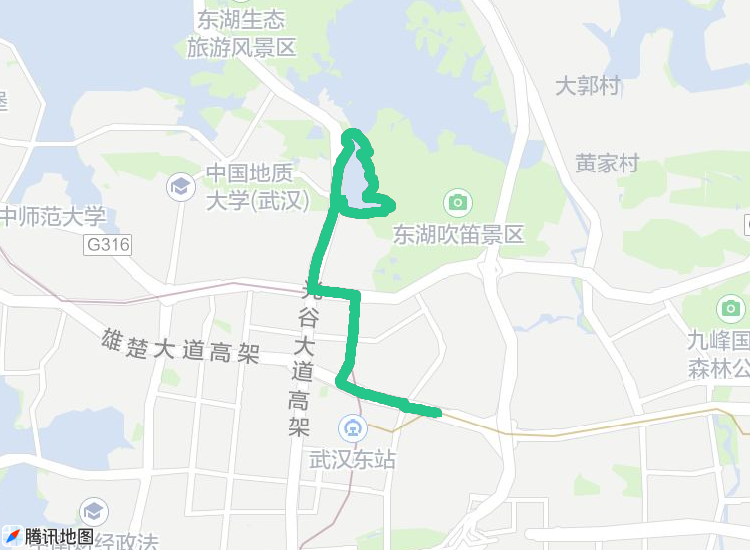 东湖生态
旅游风景区
大郭村
堡
黄家村
中国地质
大学(武汉)
中师范大学
东湖吹笛景区
G316
光谷大道高架
雄楚大道高架
九峰国
森林公
武汉东站
腾讯地图